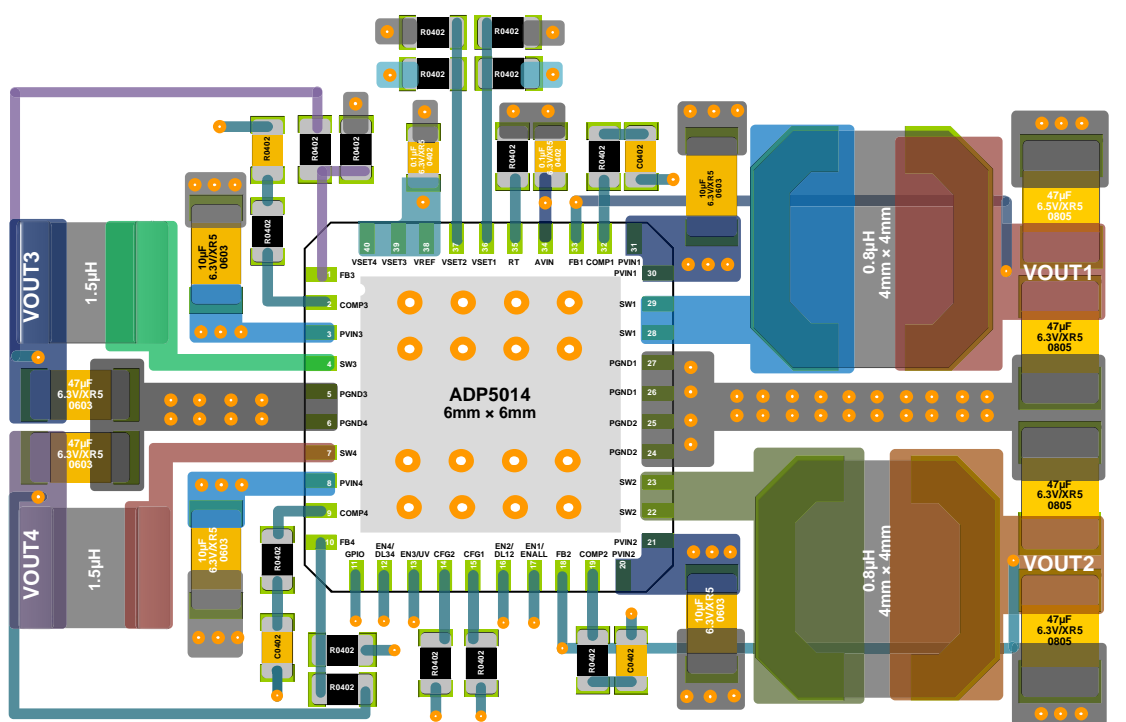 R0402
R0402
R0402
R0402
R0402
R0402
R0402
0.1µF
6.3V/XR5
0402
R0402
0.1µF
6.3V/XR5
0402
R0402
C0402
10µF
6.3V/XR5
0603
47µF
6.5V/XR5
0805
R0402
10µF
6.3V/XR5
0603
VOUT3
1.5µH
0.8µH
4mm × 4mm
VOUT1
40 39 38 37 36 35 34 33 32 31
VSET4 VSET3 VREF VSET2 VSET1 RT AVIN FB1 COMP1 PVIN1
1 FB3
2 COMP3
3 PVIN3
4 SW3
5 PGND3
6 PGND4
7 SW4
8 PVIN4
9 COMP4
10 FB4
PVIN1 30
SW1 29
SW1 28
PGND1 27
PGND1 26
PGND2 25
PGND2 24
SW2 23
SW2 22
PVIN2 21
ADP5014
6mm × 6mm
47µF
6.3V/XR5
0805
47µF
6.3V/XR5
0603
47µF
6.3V/XR5
0603
47µF
6.3V/XR5
0805
VOUT4
1.5µH
10µF
6.3V/XR5
0603
GPIO EN4/DL34 EN3/UV CFG2 CFG1 EN2/DL12 EN1/ENALL FB2 COMP2 PVIN2
11 12 13 14 15 16 17 18 19 20
0.8µH
4mm × 4mm
VOUT2
10µF
6.3V/XR5
0603
47µF
6.3V/XR5
0805
R0402
C0402
R0402
R0402
R0402
R0402
R0402
C0402